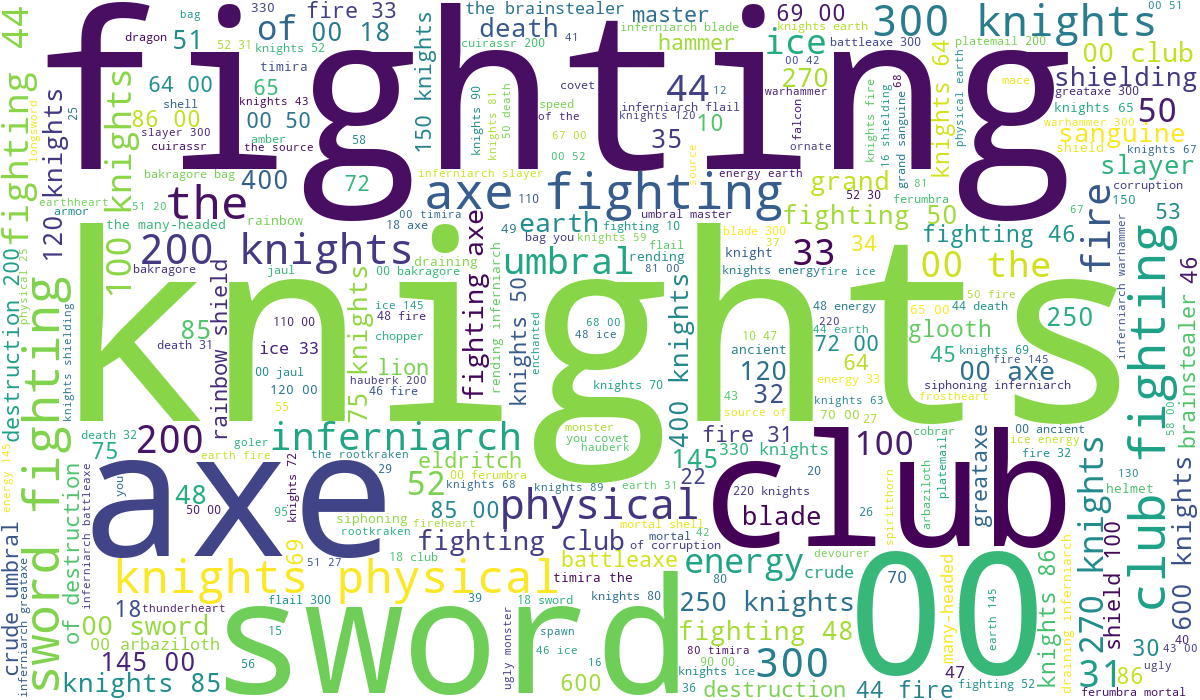 fighting
knights
axe
club
sword
00
axe fighting
sword fighting
club fighting
knights physical
200 knights
300 knights
physical
inferniarch
umbral
energy
fighting club
fighting axe
250 knights
100 knights
150 knights
400 knights
600 knights
270 knights
120 knights
75 knights
330 knights
220 knights
knights 85
knights 50
knights 64
knights 86
knights 46
fighting 44
fighting 50
fighting 46
fighting 48
fighting 10
fighting 52
destruction 200
of destruction
destruction
rainbow shield
rainbow
the
of
00 18
fire 33
51
64 00
86 00
00 50
65
400
72
death
master
hammer
ice
69 00
270
44
35
10
33
34
00 club
shielding
50
sanguine
slayer
grand
earth
fire
53
00 the
250
glooth
45
72 00
64
120
32
00 axe
the brainstealer
brainstealer
the many-headed
many-headed
timira
timira the
the source
source of
source
of the
speed
covet
you covet
monster
ugly monster
ugly
hauberk
hauberk 200
bakragore bag
bakragore
00 bakragore
bag
bag you
you
dragon
shell
slayer 300
cuirassr
cuirassr 200
amber
longsword
earthheart
armor
inferniarch blade
inferniarch flail
inferniarch slayer
inferniarch battleaxe
inferniarch greataxe
inferniarch warhammer
rending inferniarch
siphoning inferniarch
draining inferniarch
siphoning
draining
rending
umbral master
crude umbral
crude
battleaxe 300
battleaxe
warhammer
warhammer 300
greataxe 300
greataxe
platemail 200
platemail
mace
falcon
ornate
shield
shield 100
corruption
of corruption
ferumbra
00 ferumbra
ferumbra mortal
mortal shell
mortal
grand sanguine
16 shielding
physical earth
physical 25
energy earth
knights earth
knights fire
knights ice
knights shielding
knights energy
fire ice
knight
flail
flail 300
blade
blade 300
enchanted
ancient
00 ancient
jaul
00 jaul
chopper
lion
goler
eldritch
the rootkraken
rootkraken
fireheart
frostheart
thunderheart
spiritthorn
cobrar
arbaziloth
00 arbaziloth
devourer
spawn
helmet
00 sword
18 sword
18 club
18 axe
00 timira
80 timira
145 00
85 00
110 00
120 00
68 00
67 00
65 00
70 00
90 00
81 00
50 00
43 00
58 00
00 51
00 52
00 42
knights 43
knights 52
knights 90
knights 81
knights 120
knights 65
knights 67
knights 59
knights 70
knights 69
knights 63
knights 68
knights 89
knights 72
knights 80
death 31
death 32
50 death
44 death
ice 33
ice 145
ice energy
48 ice
46 ice
48 fire
46 fire
50 fire
44 fire
fire 31
fire 32
fire 145
earth fire
earth 31
earth 145
44 earth
48 energy
energy 33
energy 145
52 31
52 30
51 20
51 27
10 47
200
300
100
600
145
85
75
48
52
22
69
18
30
31
86
47
330
41
58
12
25
49
110
37
68
81
67
150
220
43
27
55
29
95
20
26
42
130
39
15
56
16
80
36
70
40